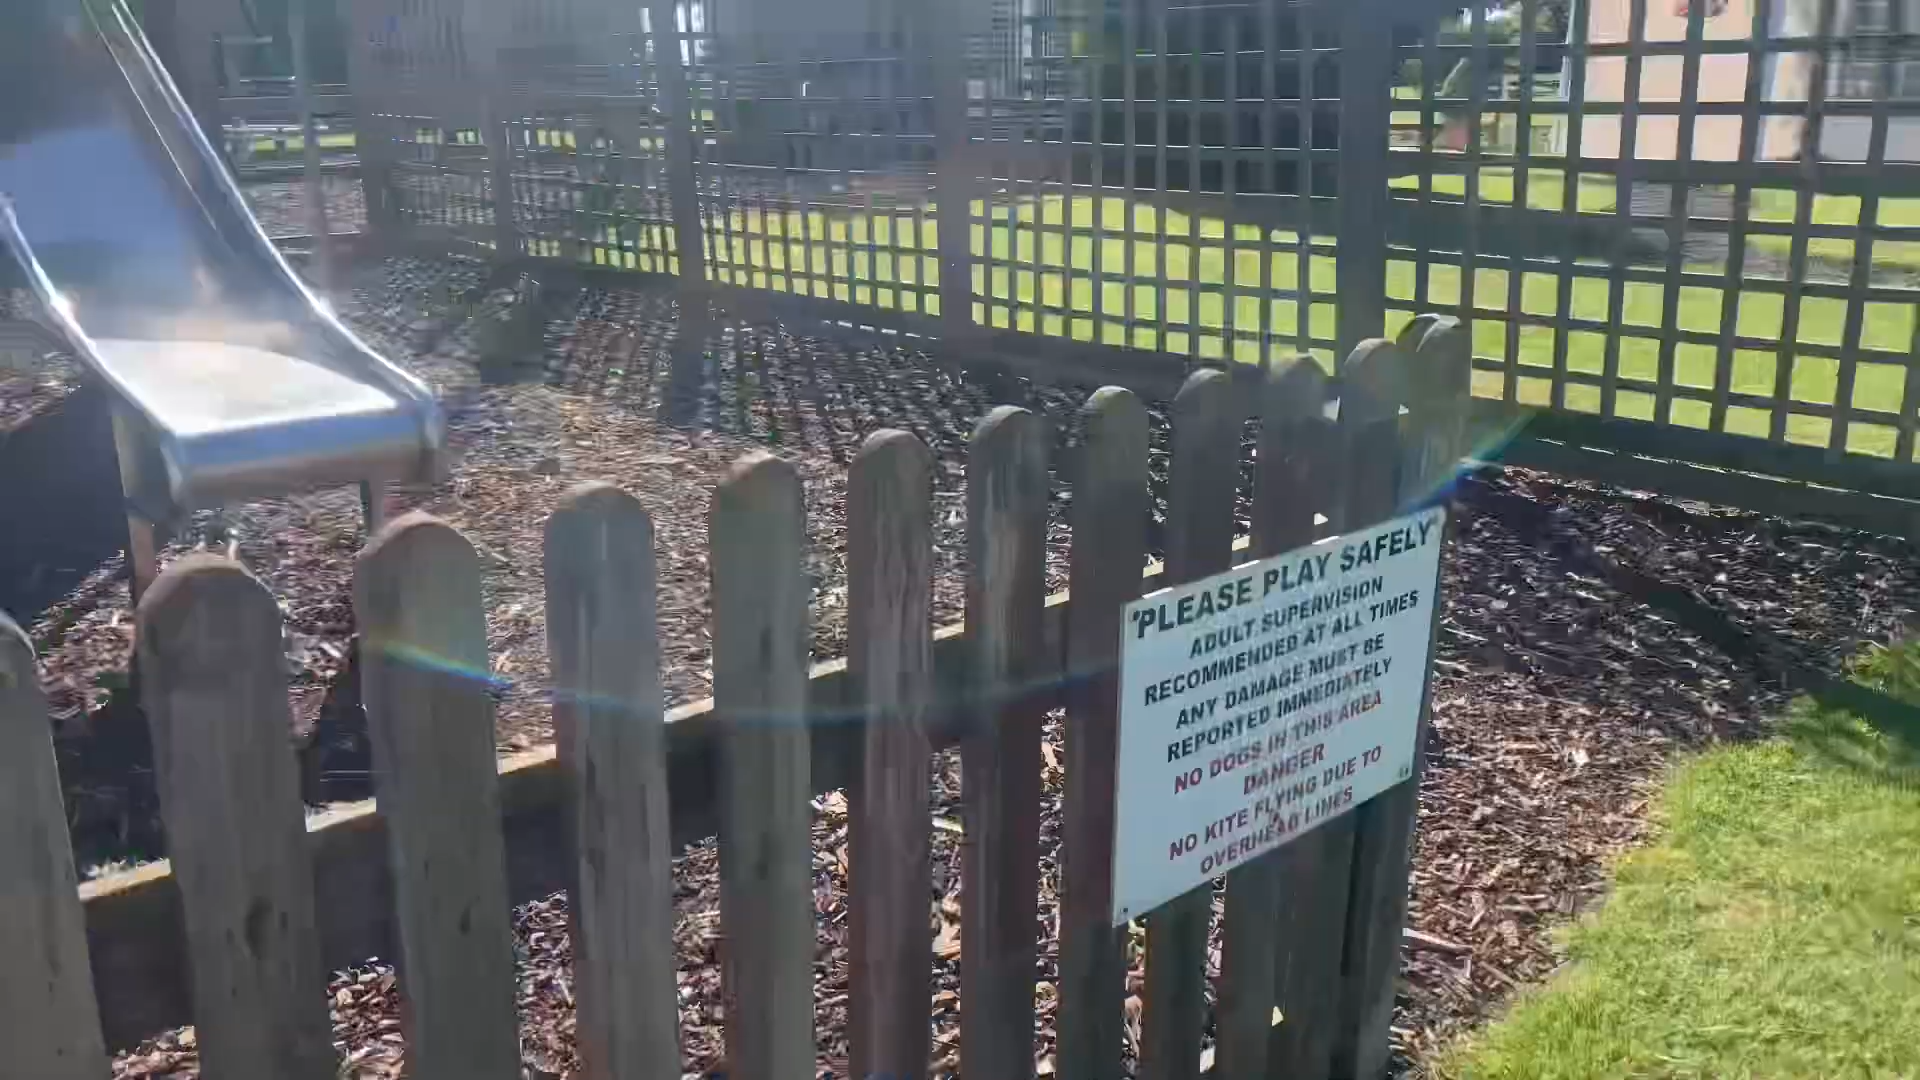 "PLEASE PLAY SAFELY"
ADULT SUPERVISION
RECOMMENDED AT ALL TIMES
ANY DAMAGE MUST BE
REPORTED IMMEDIATELY
NO DOGS IN THIS AREA
DANGER
NO KITE FLYING DUE TO
OVERHEAD LINES